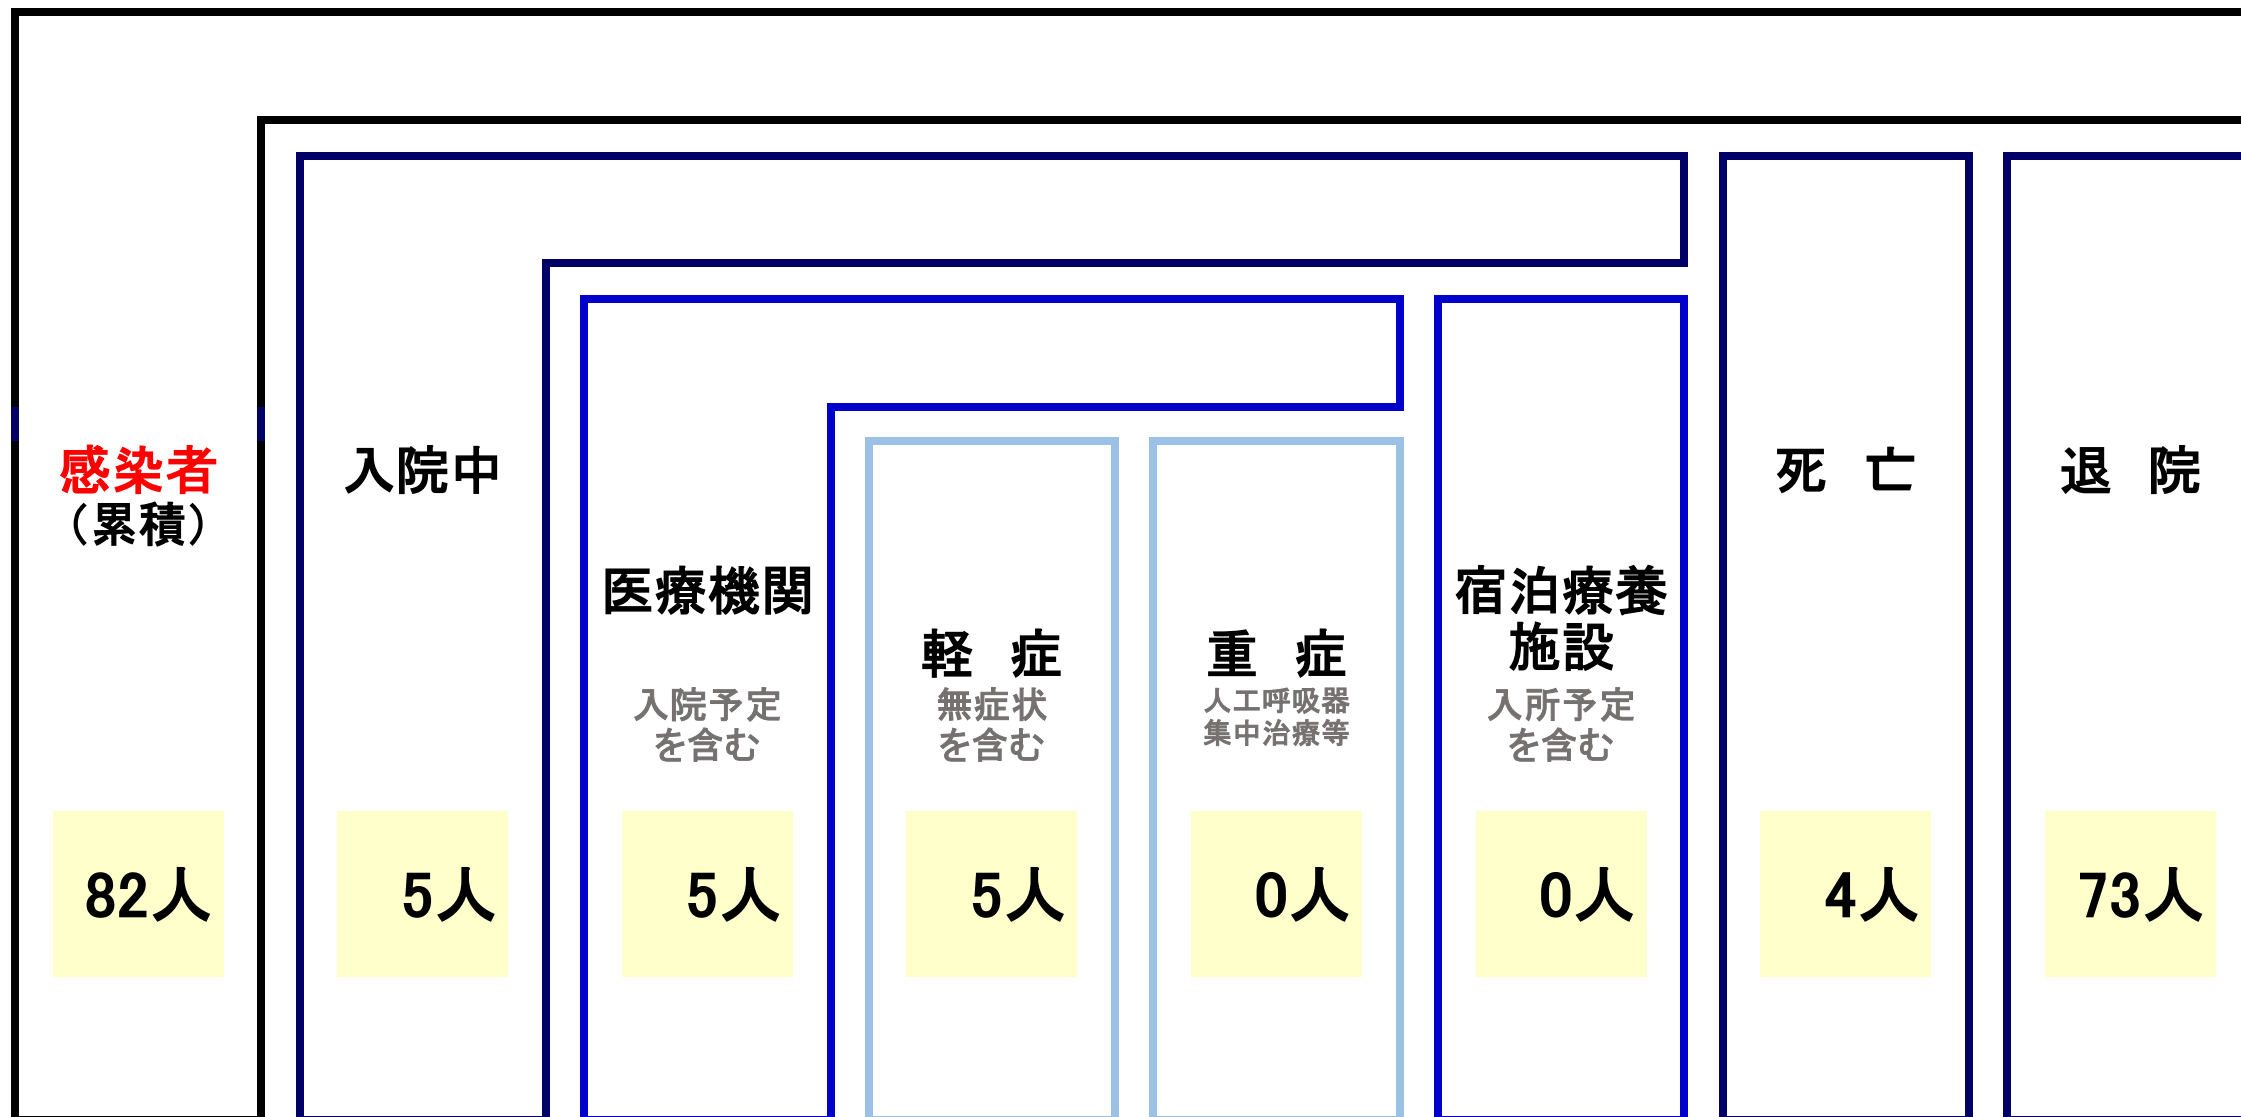 感染者
（累積）
82人
入院中
5人
医療機関
入院予定
を含む
5人
軽　症
無症状
を含む
5人
重　症
人工呼吸器
集中治療等
0人
宿泊療養
施設
入所予定
を含む
0人
死　亡
4人
退　院
73人